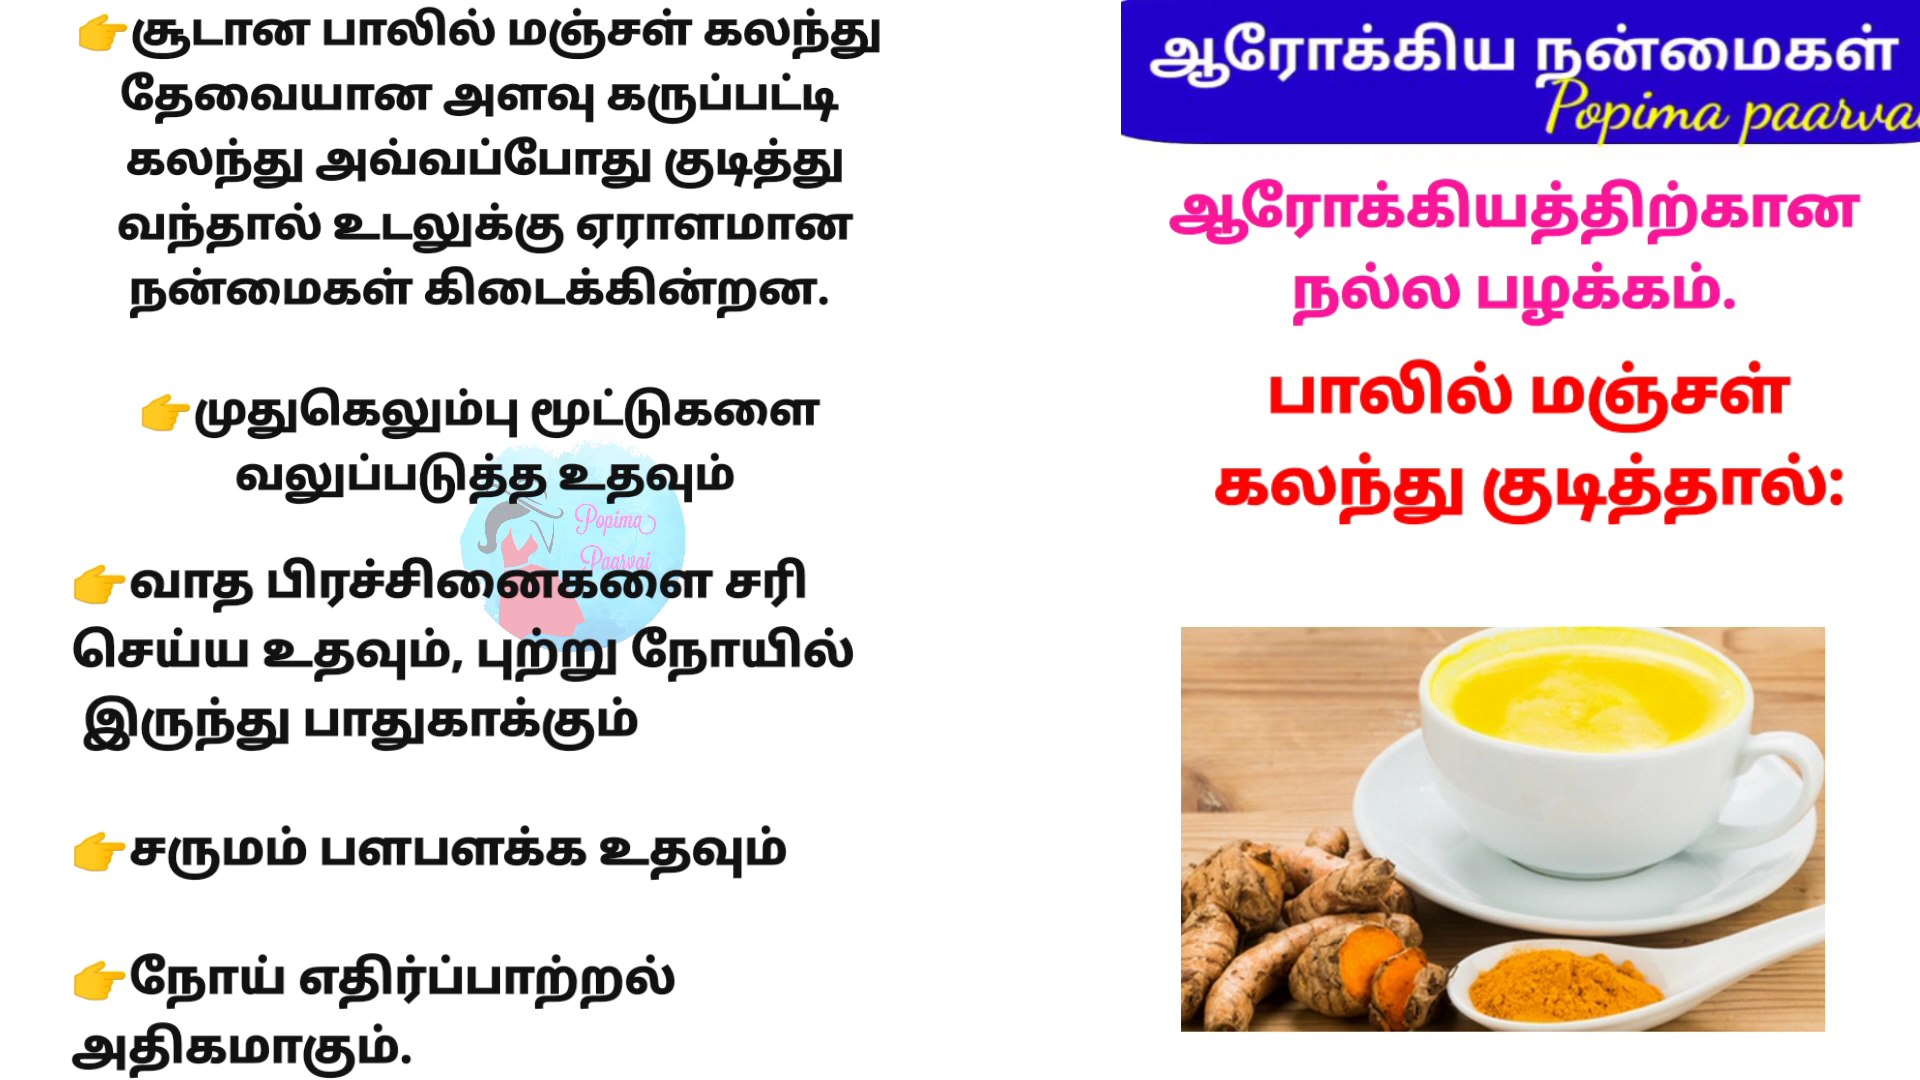 👉சூடான பாலில் மஞ்சள் கலந்து
தேவையான அளவு கருப்பட்டி
கலந்து அவ்வப்போது குடித்து
வந்தால் உடலுக்கு ஏராளமான
நன்மைகள் கிடைக்கின்றன.
👉முதுகெலும்பு மூட்டுகளை
வலுப்படுத்த உதவும்
Popima
Paarvai
👉வாத பிரச்சினைகளை சரி
செய்ய உதவும், புற்று நோயில்
இருந்து பாதுகாக்கும்
👉சருமம் பளபளக்க உதவும்
👉நோய் எதிர்ப்பாற்றல்
அதிகமாகும்.
ஆரோக்கிய நன்மைகள்
Popima paarvai
ஆரோக்கியத்திற்கான
நல்ல பழக்கம்.
பாலில் மஞ்சள்
கலந்து குடித்தால்: